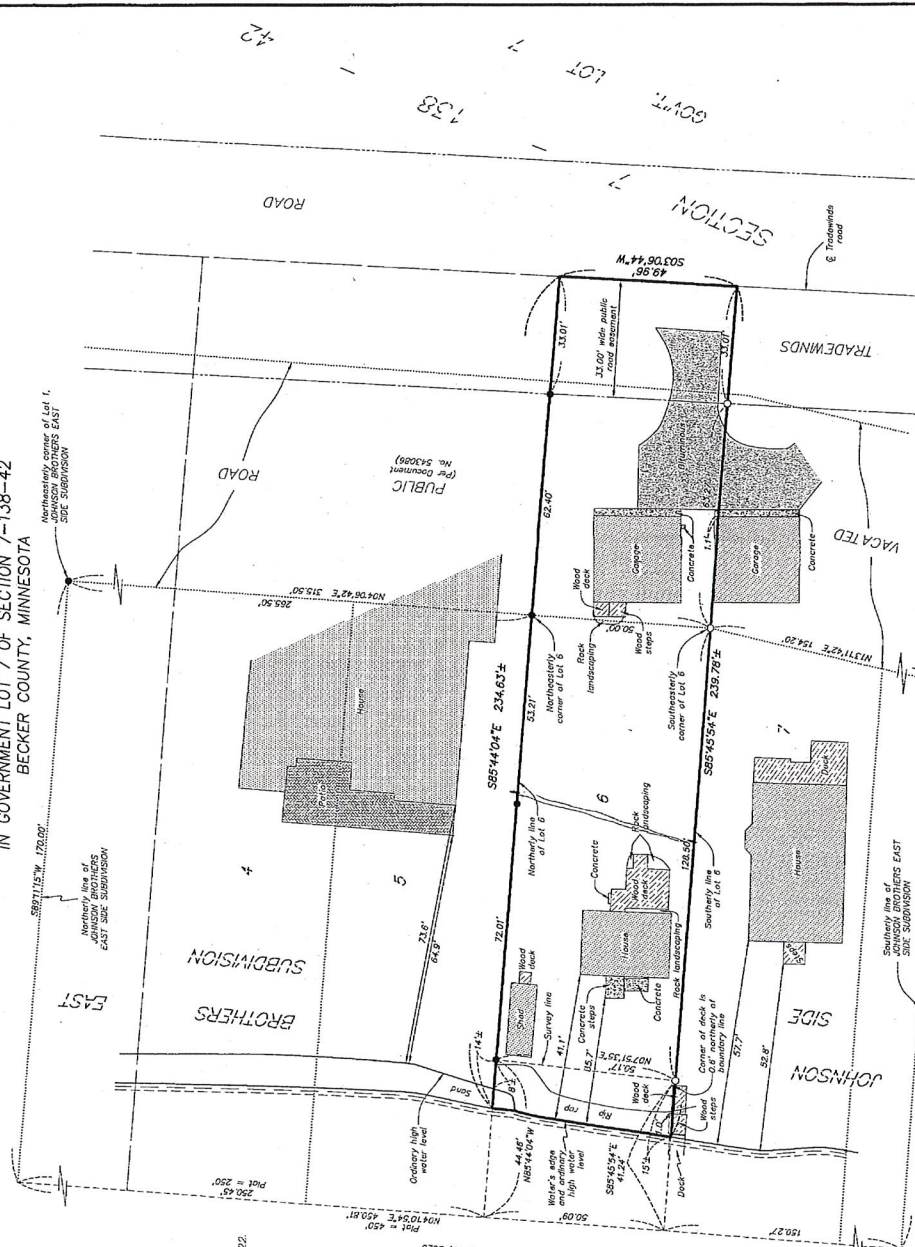 IN GOVERNMENT LOT 7 OF SECTION 7-138-42
BECKER COUNTY, MINNESOTA
42
-
138
-
7
SECTION
7
LOT
GOV'T.
ROAD
TRADEWINDS
℄ Tradewinds
road
S03°06'44"W
49.96'
33.01'
33.00' wide public
road easement
33.01'
Northeasterly corner of Lot 1,
JOHNSON BROTHERS EAST
SIDE SUBDIVISION
ROAD
PUBLIC
(Per Document
No. 543086)
VACATED
S89°11'15"W 170.00'
Northerly line of
JOHNSON BROTHERS
EAST SIDE SUBDIVISION
N04°06'42"E 315.50'
265.50'
50.00'
N13°11'42"E 154.20'
House
Patio
62.40'
Northeasterly
corner of Lot 6
53.21'
S85°44'04"E 234.63'±
Northerly line
of Lot 6
72.01'
Wood
deck
Rock
landscaping
Wood
steps
Garage
Concrete
Bituminous
63.27'
1.1'
Garage
Concrete
Southeasterly
corner of Lot 6
S85°45'54"E 239.78'±
128.50'
Southerly line
of Lot 6
4
5
6
7
EAST
SUBDIVISION
BROTHERS
SIDE
JOHNSON
73.6'
64.9'
Shed
Wood
deck
Survey line
Concrete
Wood
deck
Rock
landscaping
House
Rock landscaping
Concrete
steps
Concrete
41.1'
N07°51'35"E
50.17'
Corner of deck is
0.6' northerly of
boundary line
Deck
House
Steps
57.7'
52.8'
Southerly line of
JOHNSON BROTHERS EAST
SIDE SUBDIVISION
Ordinary high
water level
Sand
14'±
8'±
Rip
rap
Wood
deck
Wood
steps
15'±
Dock
44.48'
N85°44'04"W
Water's edge
and ordinary
high water
level
S85°45'54"E
41.24'
250.45'
Plat = 250'
N04°10'54"E 450.81'
Plat = 450'
50.09'
150.27'